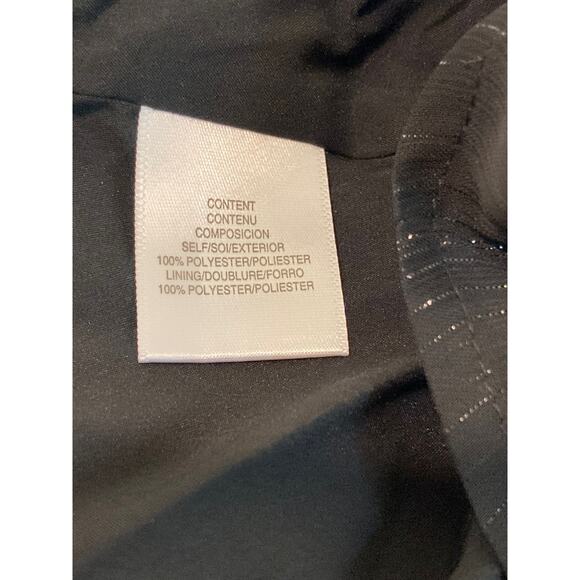 CONTENT
CONTENU
COMPOSICION
SELF/SOI/EXTERIOR
100% POLYESTER/POLIESTER
LINING/DOUBLURE/FORRO
100% POLYESTER/POLIESTER